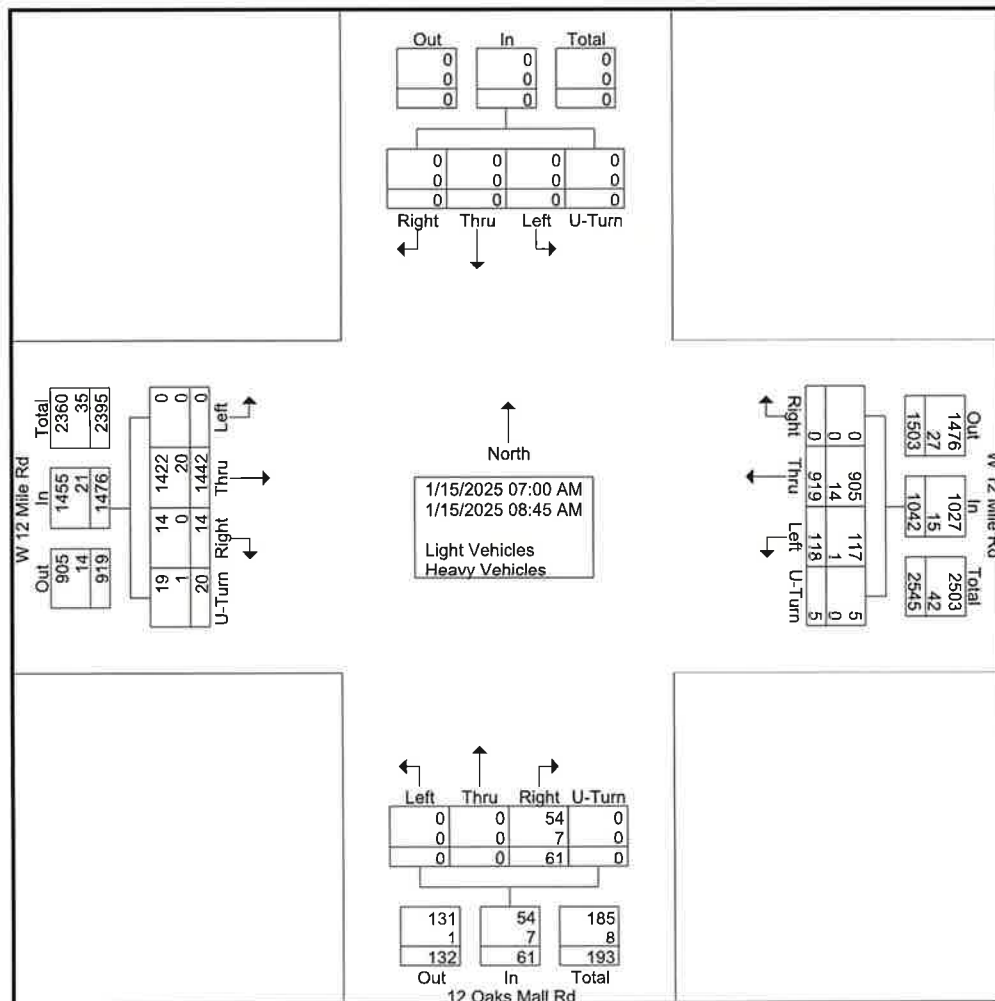 Out In Total
0 0 0
0 0 0
0 0 0
0 0 0 0
0 0 0 0
0 0 0 0
Right Thru Left U-Turn
W 12 Mile Rd
Total In Out
2360 1455 905
35 21 14
2395 1476 919
0 1422 14 19
0 20 0 1
0 1442 14 20
Left Thru Right U-Turn
North
1/15/2025 07:00 AM
1/15/2025 08:45 AM
Light Vehicles
Heavy Vehicles
Right Thru Left U-Turn
0 905 117 5
0 14 1 0
0 919 118 5
1476 1027 2503
27 15 42
1503 1042 2545
Out In Total
W 12 Mile Rd
Left Thru Right U-Turn
0 0 54 0
0 0 7 0
0 0 61 0
131 54 185
1 7 8
132 61 193
Out In Total
12 Oaks Mall Rd